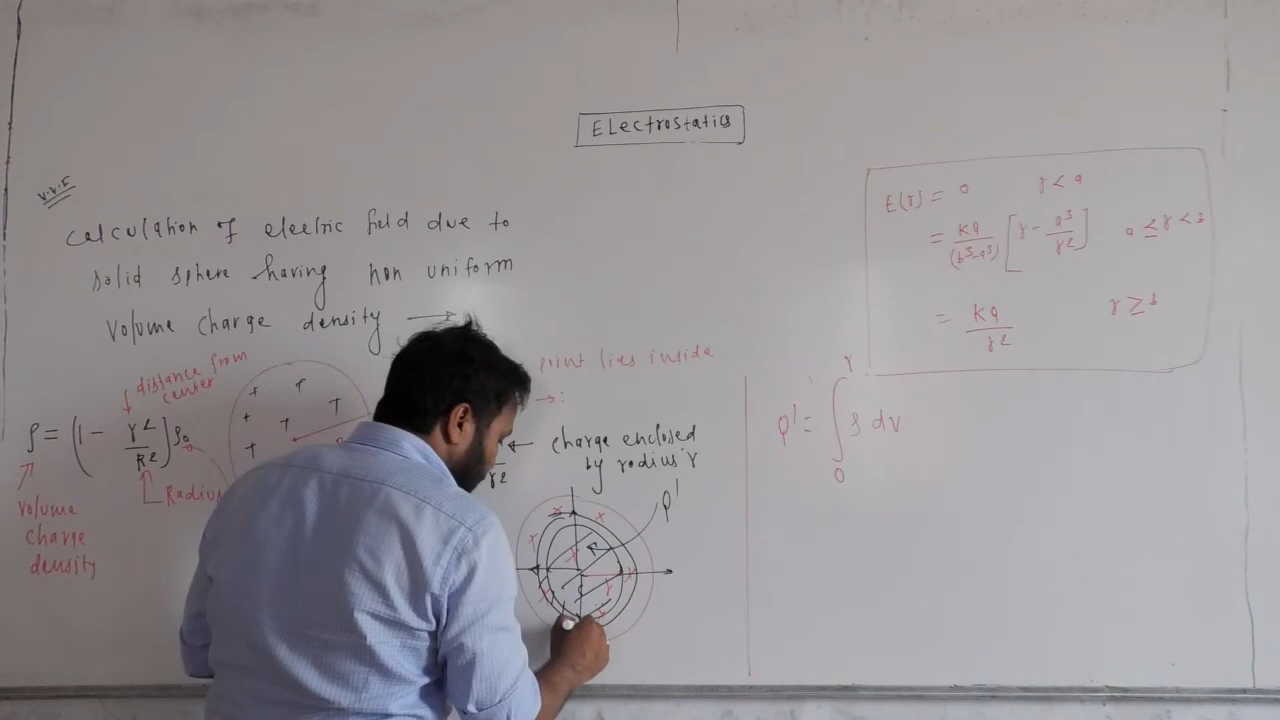 Electrostatics
V.V.I
Calculation of electric field due to
solid sphere having non uniform
volume charge density →
distance from
center
ρ = (1 - r²/R²)ρ₀
Radius
volume
charge
density
point lies inside
→:
r²
← charge enclosed
by radius 'r'
Q'
r
Q' = ∫₀ʳ ρ dv
E(r) = 0 r < a
= KQ/(b³-a³) [r - a³/r²] a ≤ r < b
= KQ/r² r ≥ b